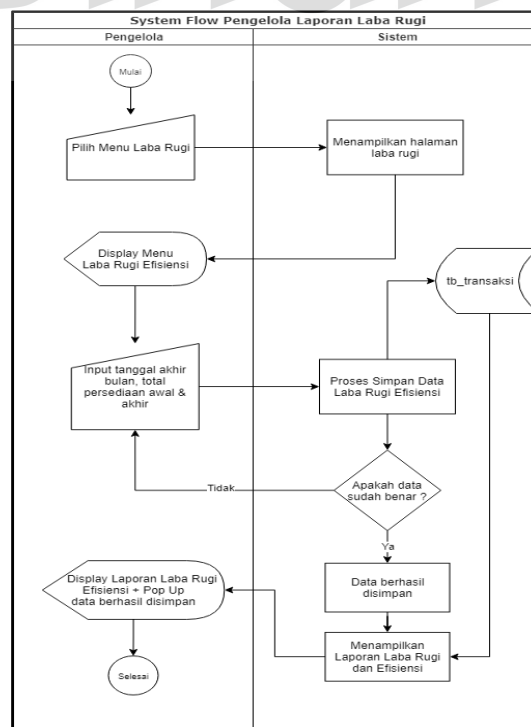 System Flow Pengelola Laporan Laba Rugi
Pengelola
Sistem
Mulai
Pilih Menu Laba Rugi
Menampilkan halaman
laba rugi
Display Menu
Laba Rugi Efisiensi
tb_transaksi
Input tanggal akhir
bulan, total
persediaan awal &
akhir
Proses Simpan Data
Laba Rugi Efisiensi
Apakah data
sudah benar ?
Tidak
Ya
Data berhasil
disimpan
Display Laporan Laba Rugi
Efisiensi + Pop Up
data berhasil disimpan
Menampilkan
Laporan Laba Rugi
dan Efisiensi
Selesai